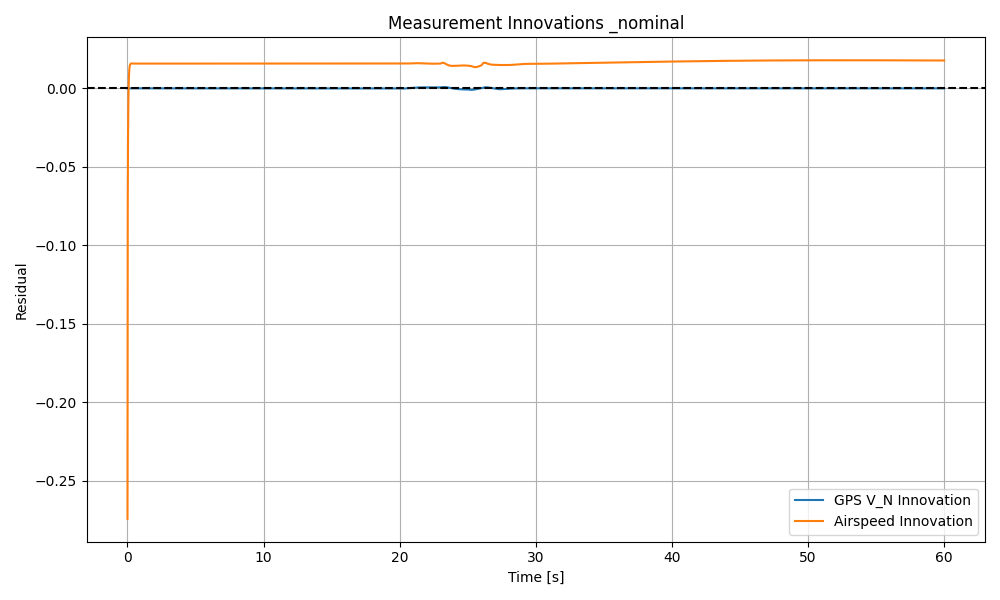 Measurement Innovations _nominal
0.00
−0.05
−0.10
−0.15
−0.20
−0.25
Residual
0 10 20 30 40 50 60
Time [s]
GPS V_N Innovation
Airspeed Innovation